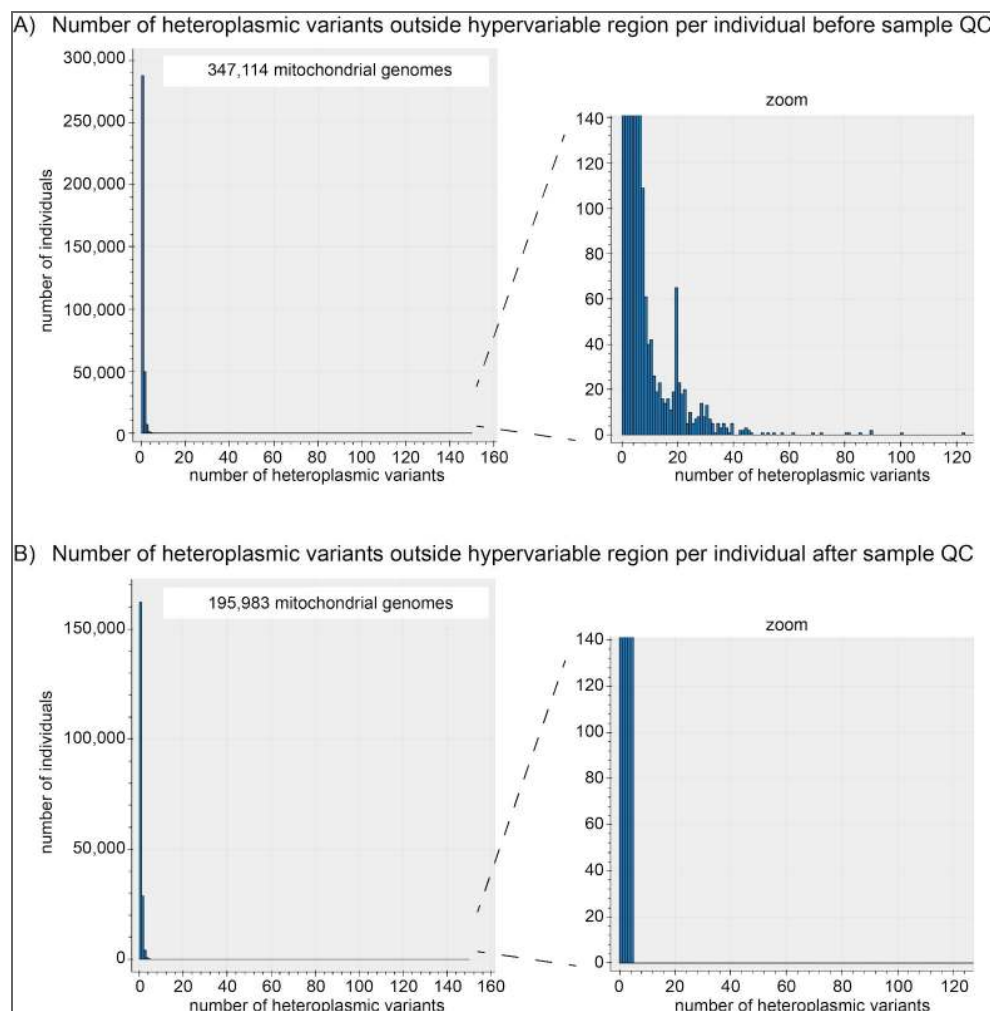 A) Number of heteroplasmic variants outside hypervariable region per individual before sample QC
347,114 mitochondrial genomes
300,000
250,000
200,000
150,000
100,000
50,000
0
number of individuals
0 20 40 60 80 100 120 140 160
number of heteroplasmic variants
zoom
140
120
100
80
60
40
20
0
0 20 40 60 80 100 120
number of heteroplasmic variants
B) Number of heteroplasmic variants outside hypervariable region per individual after sample QC
195,983 mitochondrial genomes
150,000
100,000
50,000
0
number of individuals
0 20 40 60 80 100 120 140 160
number of heteroplasmic variants
zoom
140
120
100
80
60
40
20
0
0 20 40 60 80 100 120
number of heteroplasmic variants